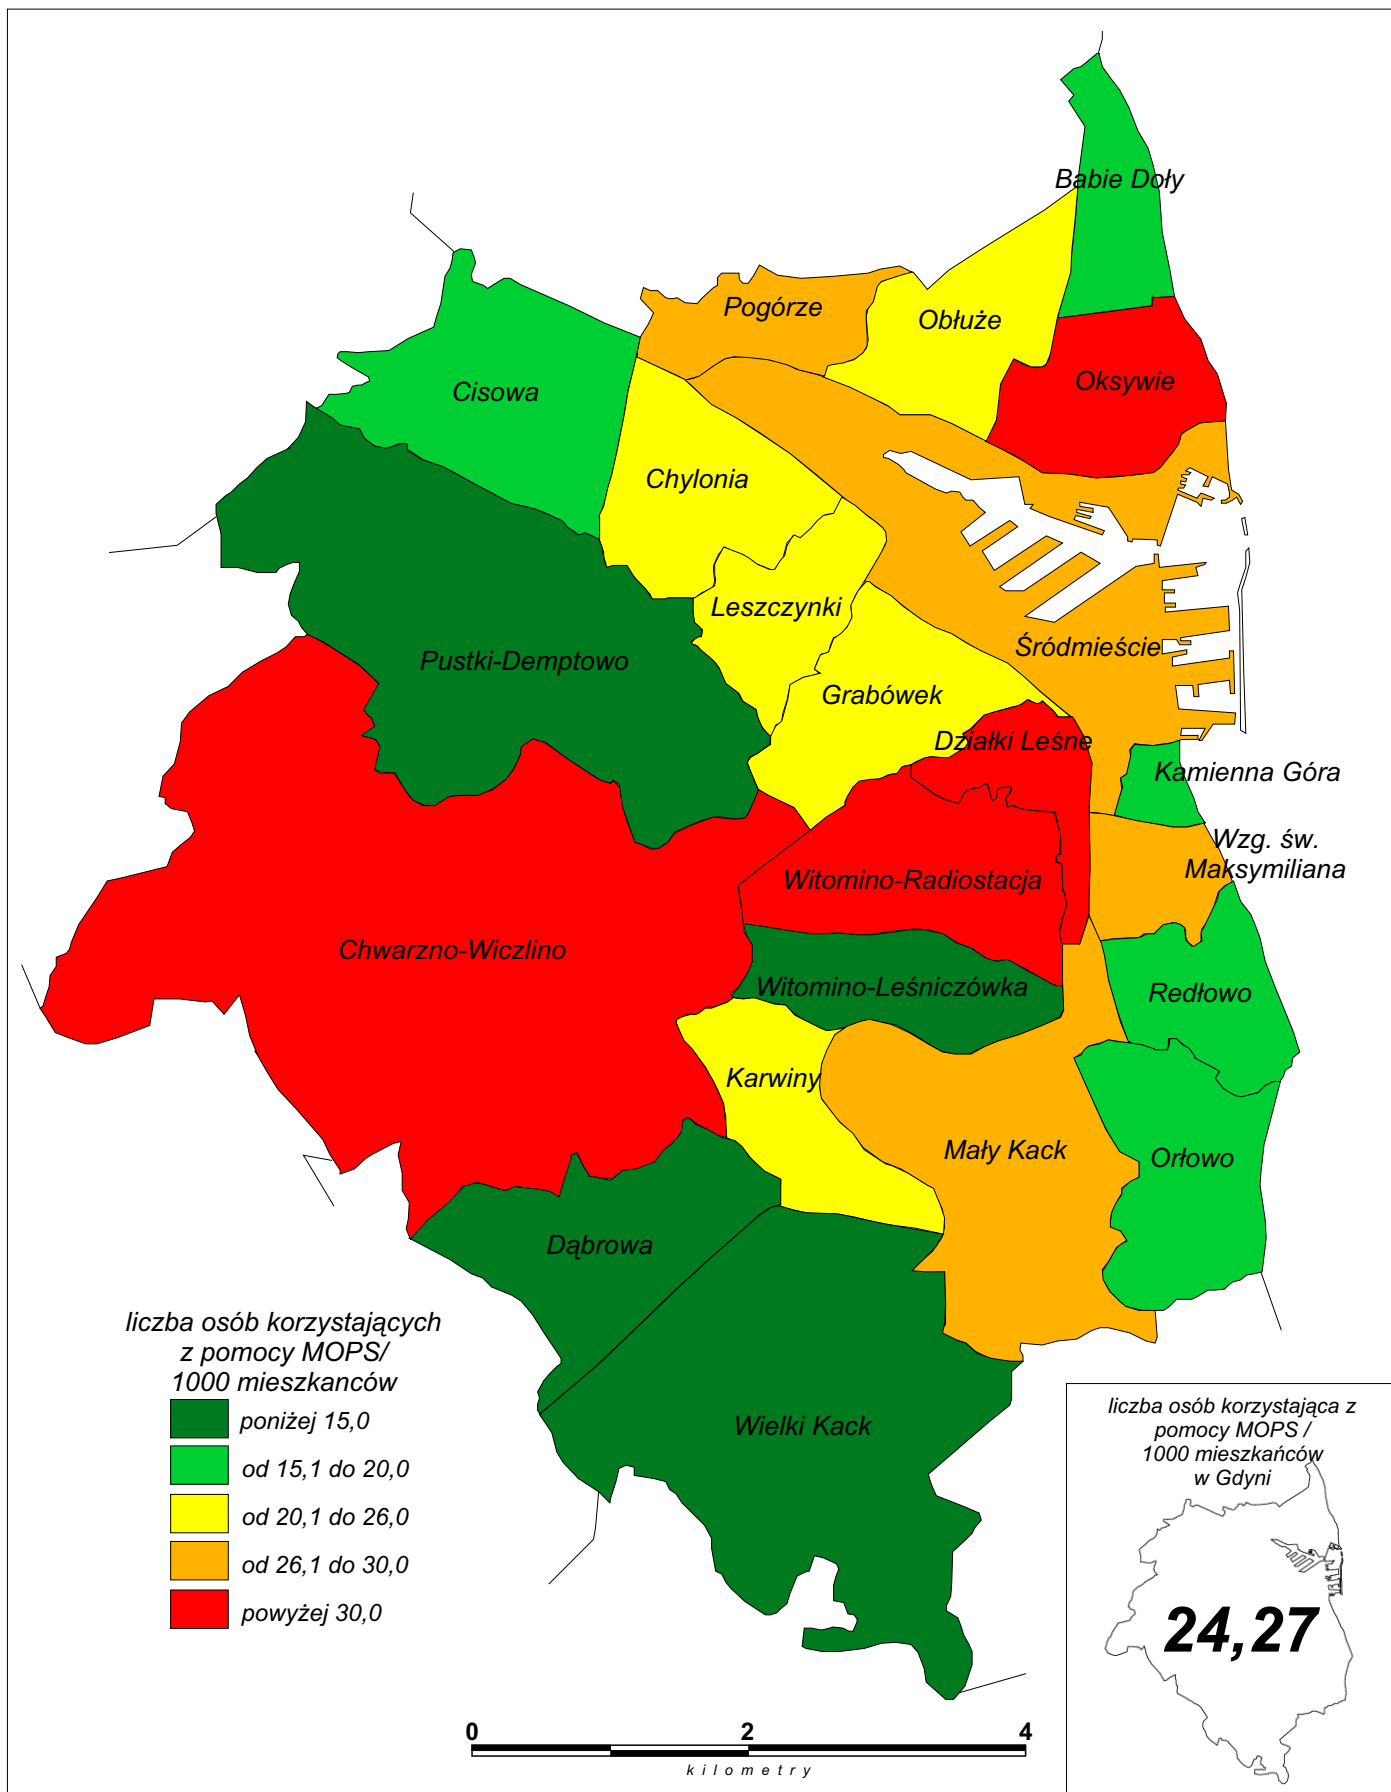 Babie Doły
Pogórze
Obłuże
Oksywie
Cisowa
Chylonia
Leszczynki
Śródmieście
Pustki-Demptowo
Grabówek
Działki Leśne
Kamienna Góra
Wzg. św.
Maksymiliana
Witomino-Radiostacja
Chwarzno-Wiczlino
Witomino-Leśniczówka
Redłowo
Karwiny
Mały Kack
Orłowo
Dąbrowa
Wielki Kack
liczba osób korzystających
z pomocy MOPS/
1000 mieszkanców
poniżej 15,0
od 15,1 do 20,0
od 20,1 do 26,0
od 26,1 do 30,0
powyżej 30,0
liczba osób korzystająca z
pomocy MOPS /
1000 mieszkańców
w Gdyni
24,27
0 2 4
kilometry